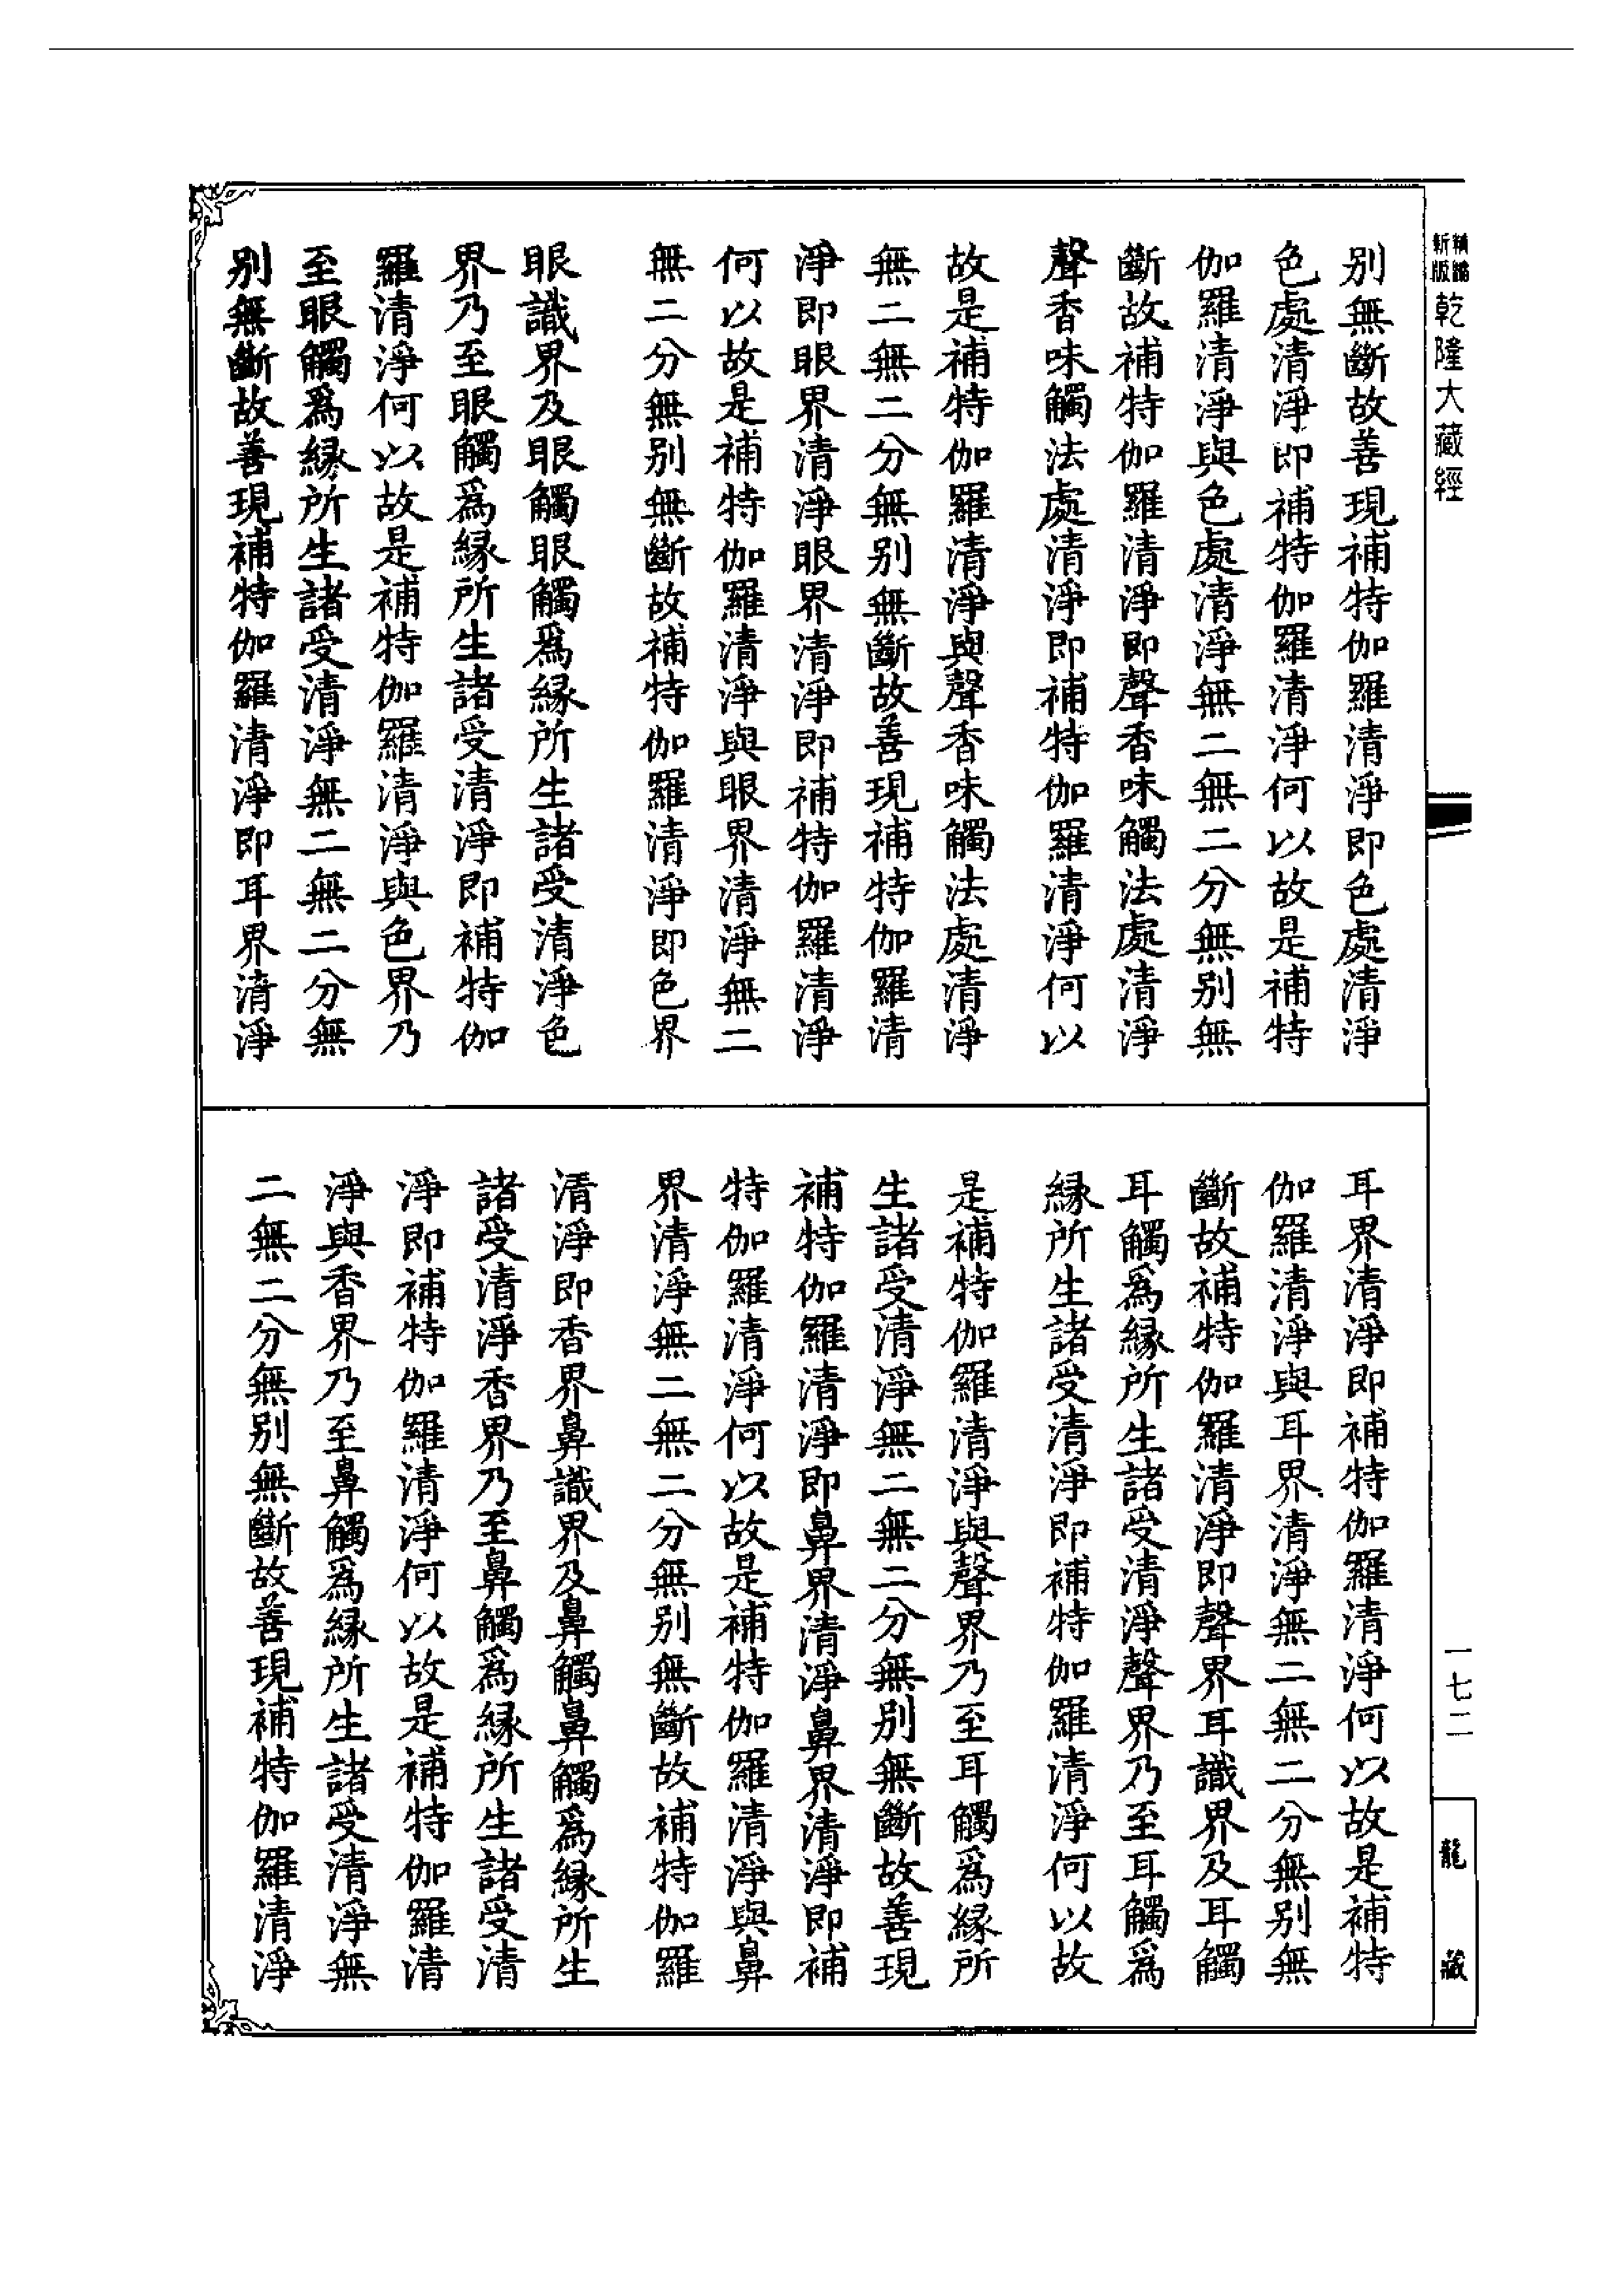 精縮
新版
乾隆大藏經
别無斷故善現補特伽羅清淨即色處清淨
色處清淨即補特伽羅清淨何以故是補特
伽羅清淨與色處清淨無二無二分無别無
斷故補特伽羅清淨即聲香味觸法處清淨
聲香味觸法處清淨即補特伽羅清淨何以
故是補特伽羅清淨與聲香味觸法處清淨
無二無二分無别無斷故善現補特伽羅清
淨即眼界清淨眼界清淨即補特伽羅清淨
何以故是補特伽羅清淨與眼界清淨無二
無二分無别無斷故補特伽羅清淨即色界
眼識界及眼觸眼觸爲縁所生諸受清淨色
界乃至眼觸爲縁所生諸受清淨即補特伽
羅清淨何以故是補特伽羅清淨與色界乃
至眼觸爲縁所生諸受清淨無二無二分無
别無斷故善現補特伽羅清淨即耳界清淨
耳界清淨即補特伽羅清淨何以故是補特
伽羅清淨與耳界清淨無二無二分無别無
斷故補特伽羅清淨即聲界耳識界及耳觸
耳觸爲縁所生諸受清淨聲界乃至耳觸爲
縁所生諸受清淨即補特伽羅清淨何以故
是補特伽羅清淨與聲界乃至耳觸爲縁所
生諸受清淨無二無二分無别無斷故善現
補特伽羅清淨即鼻界清淨鼻界清淨即補
特伽羅清淨何以故是補特伽羅清淨與鼻
界清淨無二無二分無别無斷故補特伽羅
清淨即香界鼻識界及鼻觸鼻觸爲縁所生
諸受清淨香界乃至鼻觸爲縁所生諸受清
淨即補特伽羅清淨何以故是補特伽羅清
淨與香界乃至鼻觸爲縁所生諸受清淨無
二無二分無别無斷故善現補特伽羅清淨
一七二
龍藏